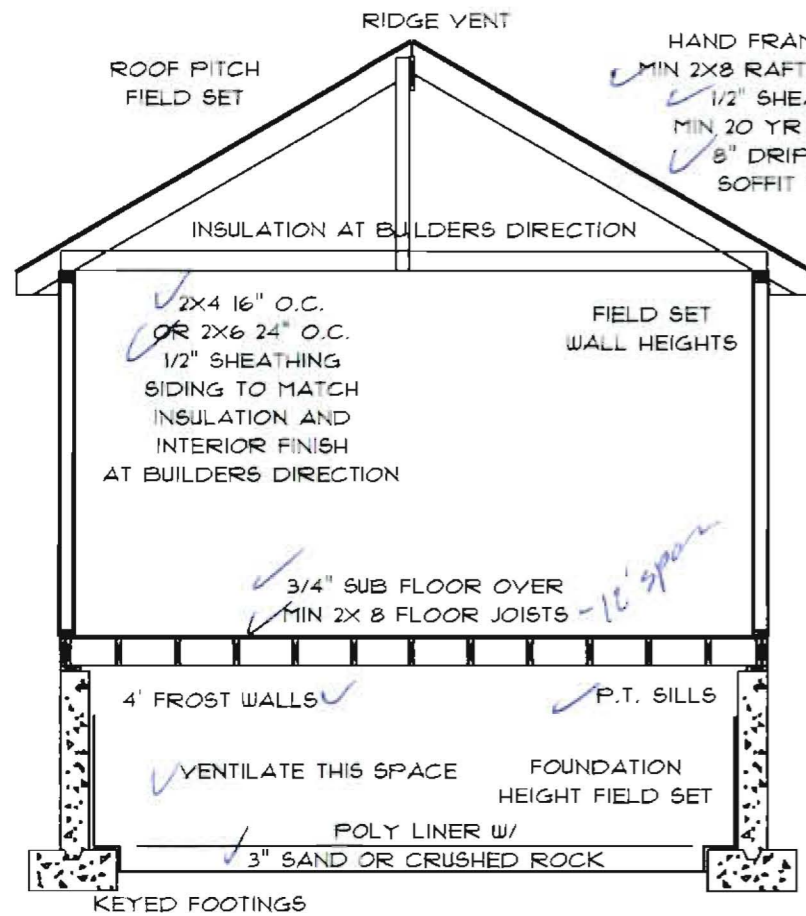 RIDGE VENT
ROOF PITCH
FIELD SET
HAND FRAN
MIN 2X8 RAFT
1/2" SHEA
MIN 20 YR
8" DRIP
SOFFIT
INSULATION AT BUILDERS DIRECTION
2X4 16" O.C.
OR 2X6 24" O.C.
1/2" SHEATHING
SIDING TO MATCH
INSULATION AND
INTERIOR FINISH
AT BUILDERS DIRECTION
FIELD SET
WALL HEIGHTS
3/4" SUB FLOOR OVER
MIN 2X 8 FLOOR JOISTS - 12' span
4' FROST WALLS
P.T. SILLS
VENTILATE THIS SPACE
FOUNDATION
HEIGHT FIELD SET
POLY LINER W/
3" SAND OR CRUSHED ROCK
KEYED FOOTINGS